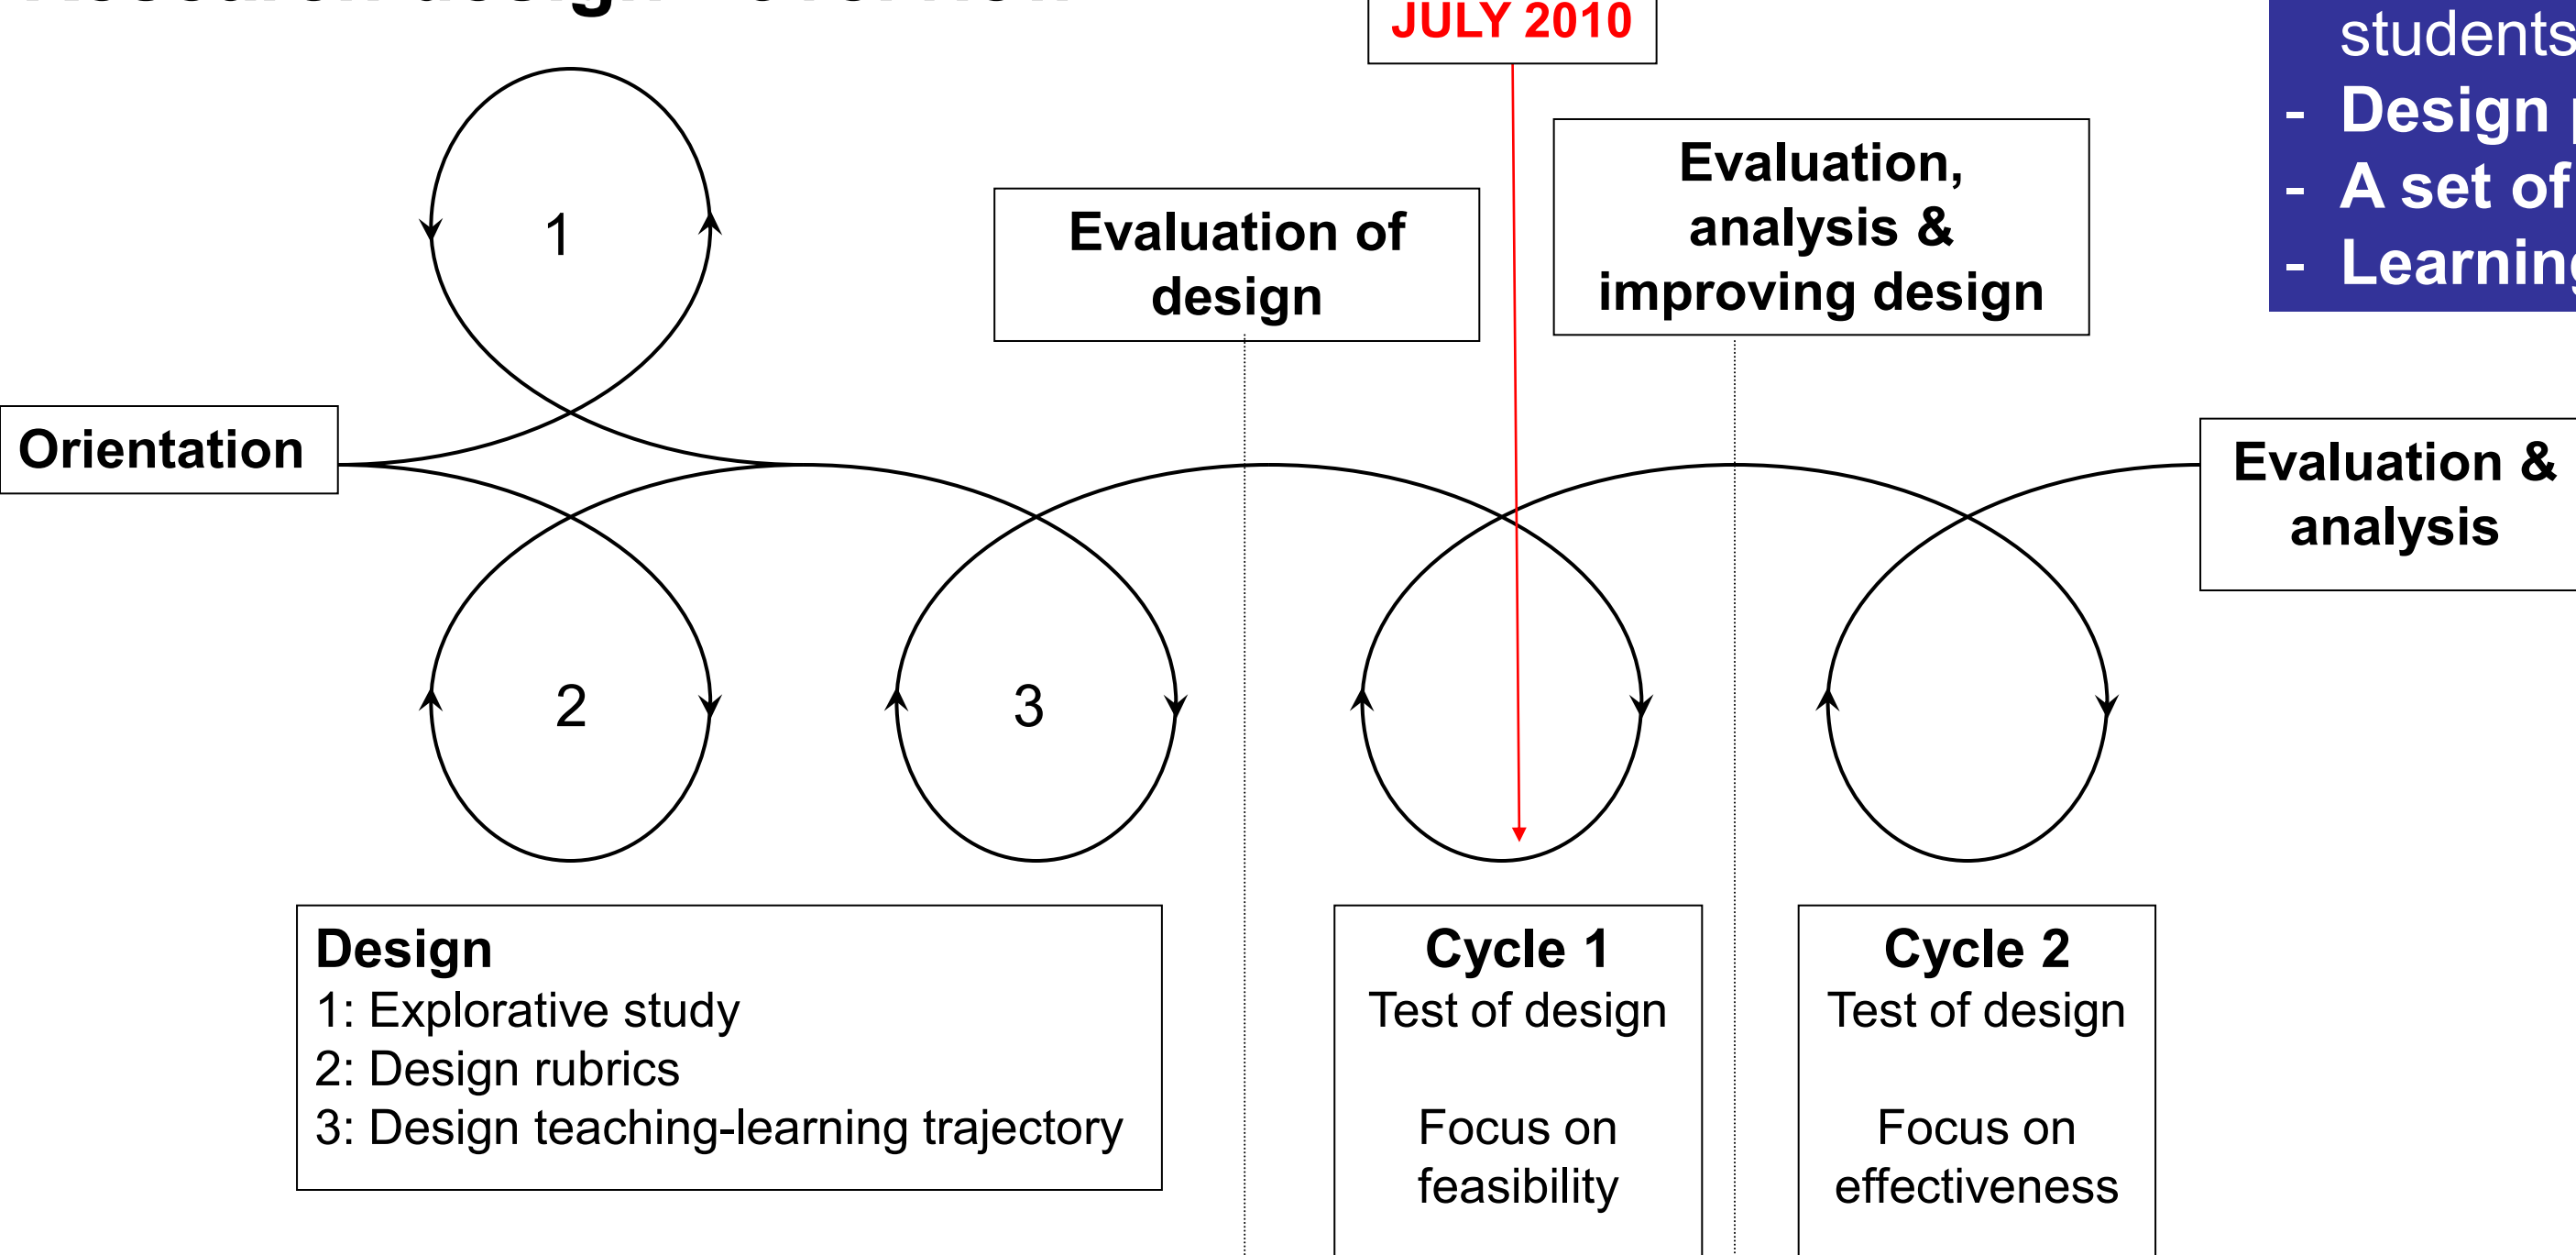 JULY 2010
students
- Design
- A set of
- Learning
Evaluation,
analysis &
improving design
Evaluation of
design
1
Orientation
Evaluation &
analysis
2
3
Design
1: Explorative study
2: Design rubrics
3: Design teaching-learning trajectory
Cycle 1
Test of design
Focus on
feasibility
Cycle 2
Test of design
Focus on
effectiveness